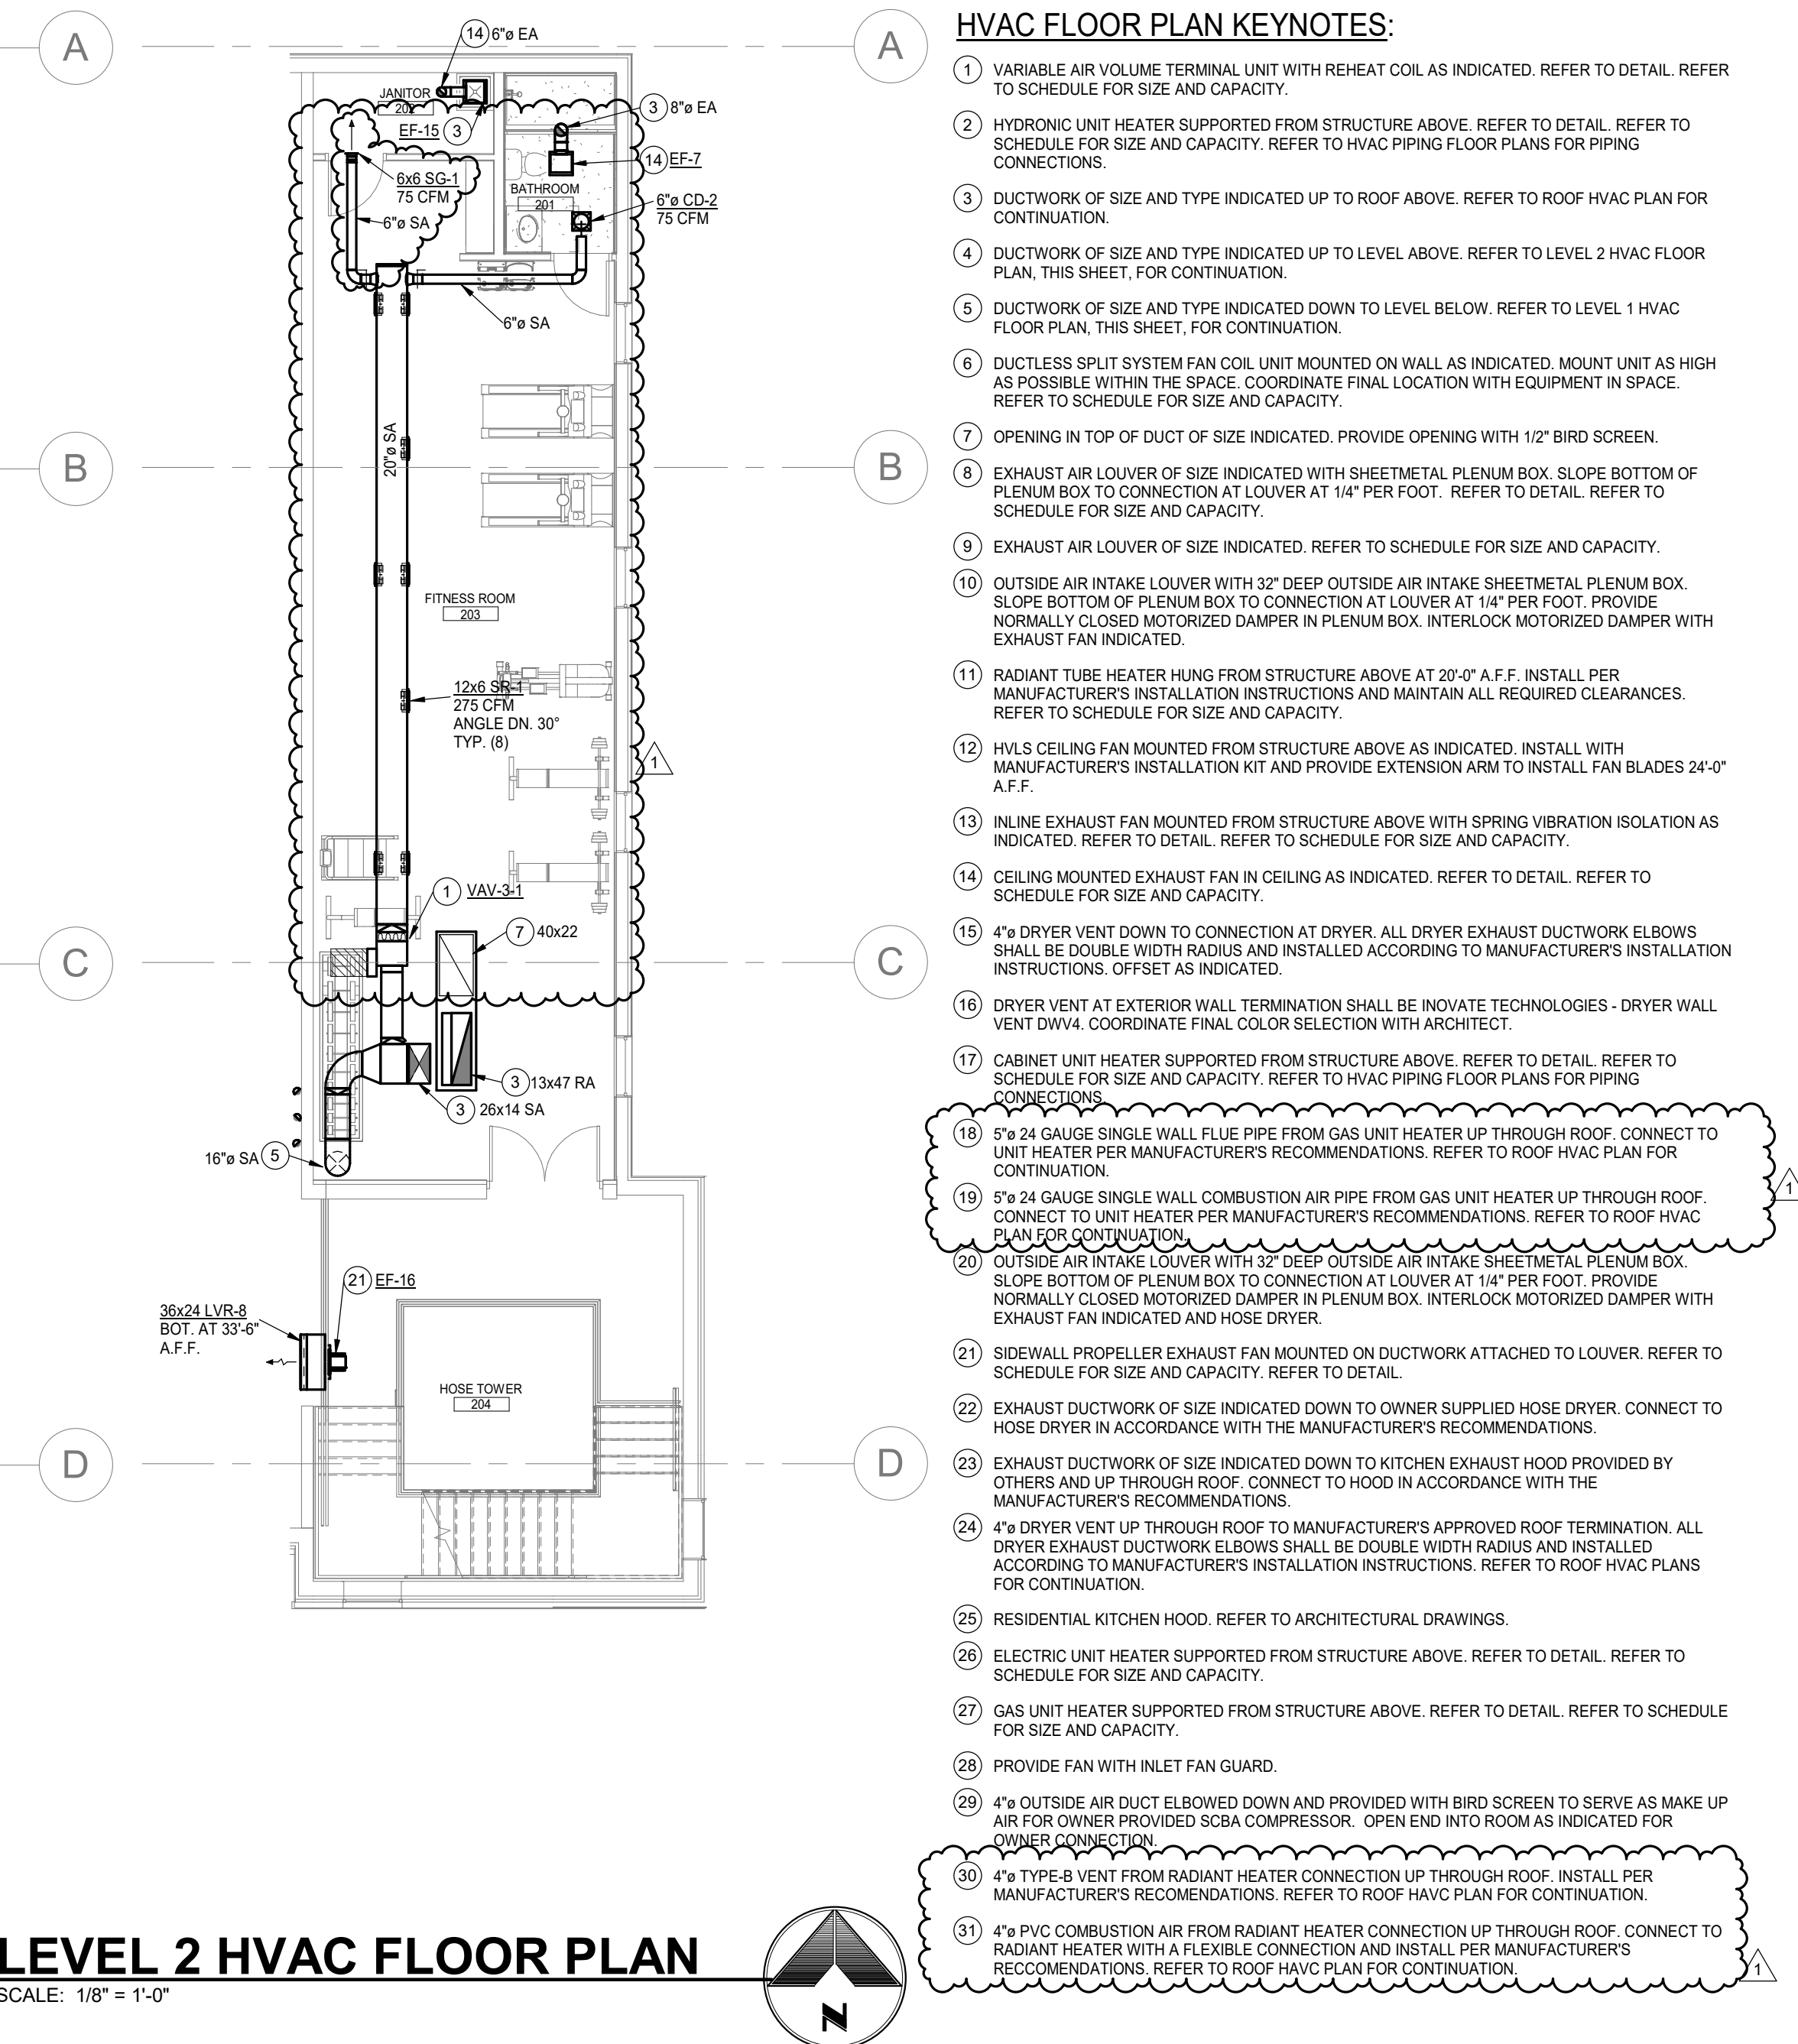 A
A
14 6"ø EA
JANITOR
202
EF-15 3
3 8"ø EA
14 EF-7
6x6 SG-1
75 CFM
BATHROOM
201
6"ø CD-2
75 CFM
6"ø SA
6"ø SA
B
B
20"ø SA
FITNESS ROOM
203
12x6 SR-1
275 CFM
ANGLE DN. 30°
TYP. (8)
1
1 VAV-3-1
7 40x22
C
C
3 13x47 RA
3 26x14 SA
16"ø SA 5
21 EF-16
36x24 LVR-8
BOT. AT 33'-6"
A.F.F.
HOSE TOWER
204
D
D
LEVEL 2 HVAC FLOOR PLAN
SCALE: 1/8" = 1'-0"
N
HVAC FLOOR PLAN KEYNOTES:
1 VARIABLE AIR VOLUME TERMINAL UNIT WITH REHEAT COIL AS INDICATED. REFER TO DETAIL. REFER
TO SCHEDULE FOR SIZE AND CAPACITY.
2 HYDRONIC UNIT HEATER SUPPORTED FROM STRUCTURE ABOVE. REFER TO DETAIL. REFER TO
SCHEDULE FOR SIZE AND CAPACITY. REFER TO HVAC PIPING FLOOR PLANS FOR PIPING
CONNECTIONS.
3 DUCTWORK OF SIZE AND TYPE INDICATED UP TO ROOF ABOVE. REFER TO ROOF HVAC PLAN FOR
CONTINUATION.
4 DUCTWORK OF SIZE AND TYPE INDICATED UP TO LEVEL ABOVE. REFER TO LEVEL 2 HVAC FLOOR
PLAN, THIS SHEET, FOR CONTINUATION.
5 DUCTWORK OF SIZE AND TYPE INDICATED DOWN TO LEVEL BELOW. REFER TO LEVEL 1 HVAC
FLOOR PLAN, THIS SHEET, FOR CONTINUATION.
6 DUCTLESS SPLIT SYSTEM FAN COIL UNIT MOUNTED ON WALL AS INDICATED. MOUNT UNIT AS HIGH
AS POSSIBLE WITHIN THE SPACE. COORDINATE FINAL LOCATION WITH EQUIPMENT IN SPACE.
REFER TO SCHEDULE FOR SIZE AND CAPACITY.
7 OPENING IN TOP OF DUCT OF SIZE INDICATED. PROVIDE OPENING WITH 1/2" BIRD SCREEN.
8 EXHAUST AIR LOUVER OF SIZE INDICATED WITH SHEETMETAL PLENUM BOX. SLOPE BOTTOM OF
PLENUM BOX TO CONNECTION AT LOUVER AT 1/4" PER FOOT. REFER TO DETAIL. REFER TO
SCHEDULE FOR SIZE AND CAPACITY.
9 EXHAUST AIR LOUVER OF SIZE INDICATED. REFER TO SCHEDULE FOR SIZE AND CAPACITY.
10 OUTSIDE AIR INTAKE LOUVER WITH 32" DEEP OUTSIDE AIR INTAKE SHEETMETAL PLENUM BOX.
SLOPE BOTTOM OF PLENUM BOX TO CONNECTION AT LOUVER AT 1/4" PER FOOT. PROVIDE
NORMALLY CLOSED MOTORIZED DAMPER IN PLENUM BOX. INTERLOCK MOTORIZED DAMPER WITH
EXHAUST FAN INDICATED.
11 RADIANT TUBE HEATER HUNG FROM STRUCTURE ABOVE AT 20'-0" A.F.F. INSTALL PER
MANUFACTURER'S INSTALLATION INSTRUCTIONS AND MAINTAIN ALL REQUIRED CLEARANCES.
REFER TO SCHEDULE FOR SIZE AND CAPACITY.
12 HVLS CEILING FAN MOUNTED FROM STRUCTURE ABOVE AS INDICATED. INSTALL WITH
MANUFACTURER'S INSTALLATION KIT AND PROVIDE EXTENSION ARM TO INSTALL FAN BLADES 24'-0"
A.F.F.
13 INLINE EXHAUST FAN MOUNTED FROM STRUCTURE ABOVE WITH SPRING VIBRATION ISOLATION AS
INDICATED. REFER TO DETAIL. REFER TO SCHEDULE FOR SIZE AND CAPACITY.
14 CEILING MOUNTED EXHAUST FAN IN CEILING AS INDICATED. REFER TO DETAIL. REFER TO
SCHEDULE FOR SIZE AND CAPACITY.
15 4"ø DRYER VENT DOWN TO CONNECTION AT DRYER. ALL DRYER EXHAUST DUCTWORK ELBOWS
SHALL BE DOUBLE WIDTH RADIUS AND INSTALLED ACCORDING TO MANUFACTURER'S INSTALLATION
INSTRUCTIONS. OFFSET AS INDICATED.
16 DRYER VENT AT EXTERIOR WALL TERMINATION SHALL BE INOVATE TECHNOLOGIES - DRYER WALL
VENT DWV4. COORDINATE FINAL COLOR SELECTION WITH ARCHITECT.
17 CABINET UNIT HEATER SUPPORTED FROM STRUCTURE ABOVE. REFER TO DETAIL. REFER TO
SCHEDULE FOR SIZE AND CAPACITY. REFER TO HVAC PIPING FLOOR PLANS FOR PIPING
CONNECTIONS.
18 5"ø 24 GAUGE SINGLE WALL FLUE PIPE FROM GAS UNIT HEATER UP THROUGH ROOF. CONNECT TO
UNIT HEATER PER MANUFACTURER'S RECOMMENDATIONS. REFER TO ROOF HVAC PLAN FOR
CONTINUATION.
1
19 5"ø 24 GAUGE SINGLE WALL COMBUSTION AIR PIPE FROM GAS UNIT HEATER UP THROUGH ROOF.
CONNECT TO UNIT HEATER PER MANUFACTURER'S RECOMMENDATIONS. REFER TO ROOF HVAC
PLAN FOR CONTINUATION.
20 OUTSIDE AIR INTAKE LOUVER WITH 32" DEEP OUTSIDE AIR INTAKE SHEETMETAL PLENUM BOX.
SLOPE BOTTOM OF PLENUM BOX TO CONNECTION AT LOUVER AT 1/4" PER FOOT. PROVIDE
NORMALLY CLOSED MOTORIZED DAMPER IN PLENUM BOX. INTERLOCK MOTORIZED DAMPER WITH
EXHAUST FAN INDICATED AND HOSE DRYER.
21 SIDEWALL PROPELLER EXHAUST FAN MOUNTED ON DUCTWORK ATTACHED TO LOUVER. REFER TO
SCHEDULE FOR SIZE AND CAPACITY. REFER TO DETAIL.
22 EXHAUST DUCTWORK OF SIZE INDICATED DOWN TO OWNER SUPPLIED HOSE DRYER. CONNECT TO
HOSE DRYER IN ACCORDANCE WITH THE MANUFACTURER'S RECOMMENDATIONS.
23 EXHAUST DUCTWORK OF SIZE INDICATED DOWN TO KITCHEN EXHAUST HOOD PROVIDED BY
OTHERS AND UP THROUGH ROOF. CONNECT TO HOOD IN ACCORDANCE WITH THE
MANUFACTURER'S RECOMMENDATIONS.
24 4"ø DRYER VENT UP THROUGH ROOF TO MANUFACTURER'S APPROVED ROOF TERMINATION. ALL
DRYER EXHAUST DUCTWORK ELBOWS SHALL BE DOUBLE WIDTH RADIUS AND INSTALLED
ACCORDING TO MANUFACTURER'S INSTALLATION INSTRUCTIONS. REFER TO ROOF HVAC PLANS
FOR CONTINUATION.
25 RESIDENTIAL KITCHEN HOOD. REFER TO ARCHITECTURAL DRAWINGS.
26 ELECTRIC UNIT HEATER SUPPORTED FROM STRUCTURE ABOVE. REFER TO DETAIL. REFER TO
SCHEDULE FOR SIZE AND CAPACITY.
27 GAS UNIT HEATER SUPPORTED FROM STRUCTURE ABOVE. REFER TO DETAIL. REFER TO SCHEDULE
FOR SIZE AND CAPACITY.
28 PROVIDE FAN WITH INLET FAN GUARD.
29 4"ø OUTSIDE AIR DUCT ELBOWED DOWN AND PROVIDED WITH BIRD SCREEN TO SERVE AS MAKE UP
AIR FOR OWNER PROVIDED SCBA COMPRESSOR. OPEN END INTO ROOM AS INDICATED FOR
OWNER CONNECTION.
30 4"ø TYPE-B VENT FROM RADIANT HEATER CONNECTION UP THROUGH ROOF. INSTALL PER
MANUFACTURER'S RECOMENDATIONS. REFER TO ROOF HAVC PLAN FOR CONTINUATION.
31 4"ø PVC COMBUSTION AIR FROM RADIANT HEATER CONNECTION UP THROUGH ROOF. CONNECT TO
RADIANT HEATER WITH A FLEXIBLE CONNECTION AND INSTALL PER MANUFACTURER'S
RECCOMENDATIONS. REFER TO ROOF HAVC PLAN FOR CONTINUATION.
1